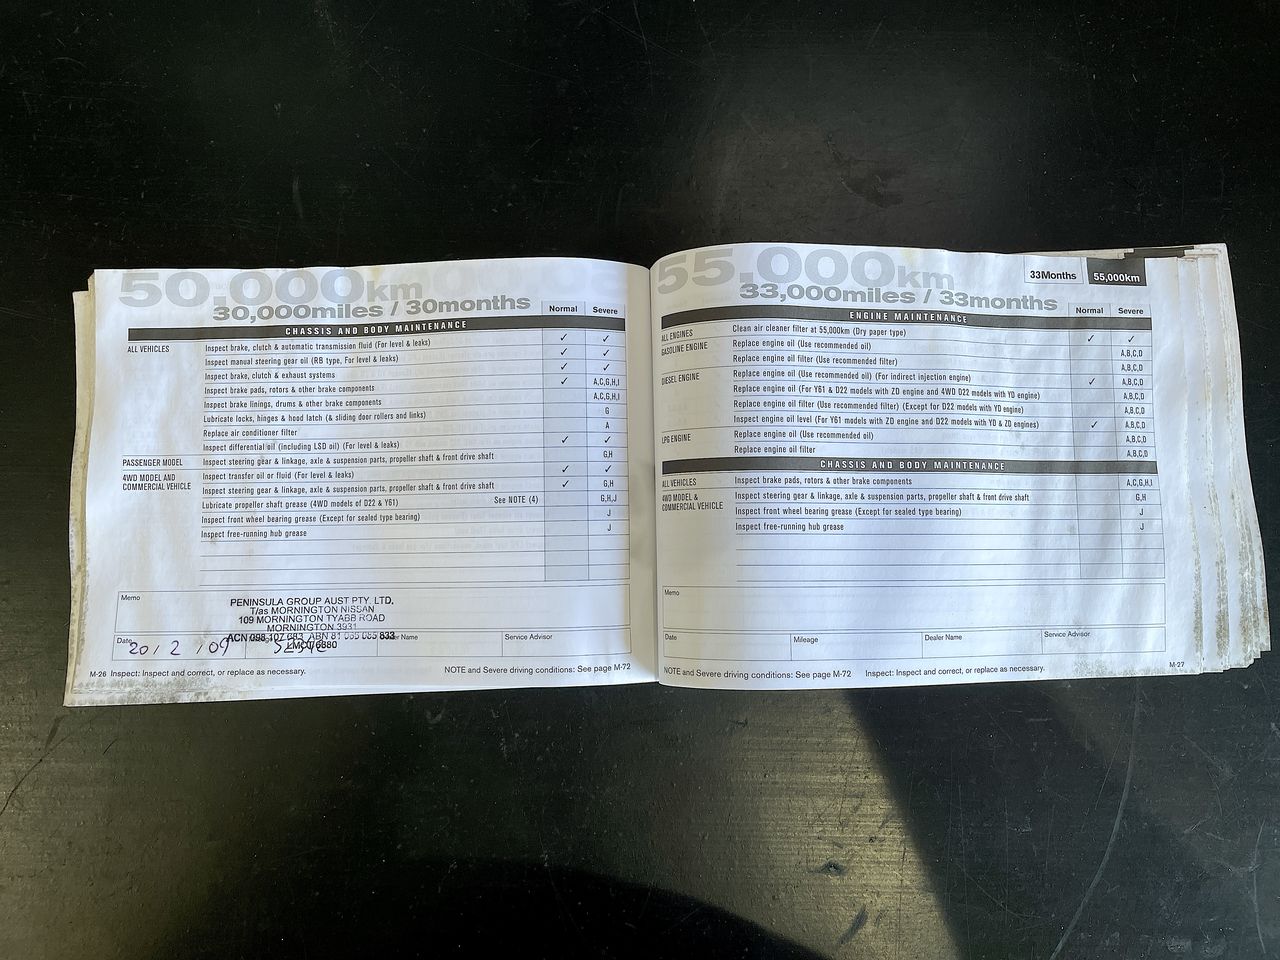 50,000km
30,000miles / 30months
Normal Severe
CHASSIS AND BODY MAINTENANCE
ALL VEHICLES Inspect brake, clutch & automatic transmission fluid (For level & leaks) ✓ ✓
Inspect manual steering gear oil (RB type, For level & leaks) ✓ ✓
Inspect brake, clutch & exhaust systems ✓ ✓
Inspect brake pads, rotors & other brake components ✓ A,C,G,H,I
Inspect brake linings, drums & other brake components A,C,G,H,I
Lubricate locks, hinges & hood latch (& sliding door rollers and links) G
Replace air conditioner filter A
Inspect differential oil (including LSD oil) (For level & leaks) ✓ ✓
PASSENGER MODEL Inspect steering gear & linkage, axle & suspension parts, propeller shaft & front drive shaft G,H
4WD MODEL AND COMMERCIAL VEHICLE Inspect transfer oil or fluid (For level & leaks) ✓ ✓
Inspect steering gear & linkage, axle & suspension parts, propeller shaft & front drive shaft ✓ G,H
Lubricate propeller shaft grease (4WD models of D22 & Y61) See NOTE (4) G,H,J
Inspect front wheel bearing grease (Except for sealed type bearing) J
Inspect free-running hub grease J
Memo
PENINSULA GROUP AUST PTY. LTD.
T/as MORNINGTON NISSAN
109 MORNINGTON TYABB ROAD
MORNINGTON 3931
ACN 098 107 683 ABN 81 833
LMCT
Date 20/2/09
Service Advisor
M-26 Inspect: Inspect and correct, or replace as necessary. NOTE and Severe driving conditions: See page M-72
55,000km
33,000miles / 33months
33Months 55,000km
Normal Severe
ENGINE MAINTENANCE
ALL ENGINES Clean air cleaner filter at 55,000km (Dry paper type) ✓ ✓
GASOLINE ENGINE Replace engine oil (Use recommended oil) A,B,C,D
Replace engine oil filter (Use recommended filter) A,B,C,D
DIESEL ENGINE Replace engine oil (Use recommended oil) (For indirect injection engine) ✓ A,B,C,D
Replace engine oil (For Y61 & D22 models with ZD engine and 4WD D22 models with YD engine) A,B,C,D
Replace engine oil filter (Use recommended filter) (Except for D22 models with YD engine) A,B,C,D
Inspect engine oil level (For Y61 models with ZD engine and D22 models with YD & ZD engines) ✓ A,B,C,D
LPG ENGINE Replace engine oil (Use recommended oil) A,B,C,D
Replace engine oil filter A,B,C,D
CHASSIS AND BODY MAINTENANCE
ALL VEHICLES Inspect brake pads, rotors & other brake components A,C,G,H,I
4WD MODEL & COMMERCIAL VEHICLE Inspect steering gear & linkage, axle & suspension parts, propeller shaft & front drive shaft G,H
Inspect front wheel bearing grease (Except for sealed type bearing) J
Inspect free-running hub grease J
Memo
Date Mileage Dealer Name Service Advisor
NOTE and Severe driving conditions: See page M-72 Inspect: Inspect and correct, or replace as necessary. M-27